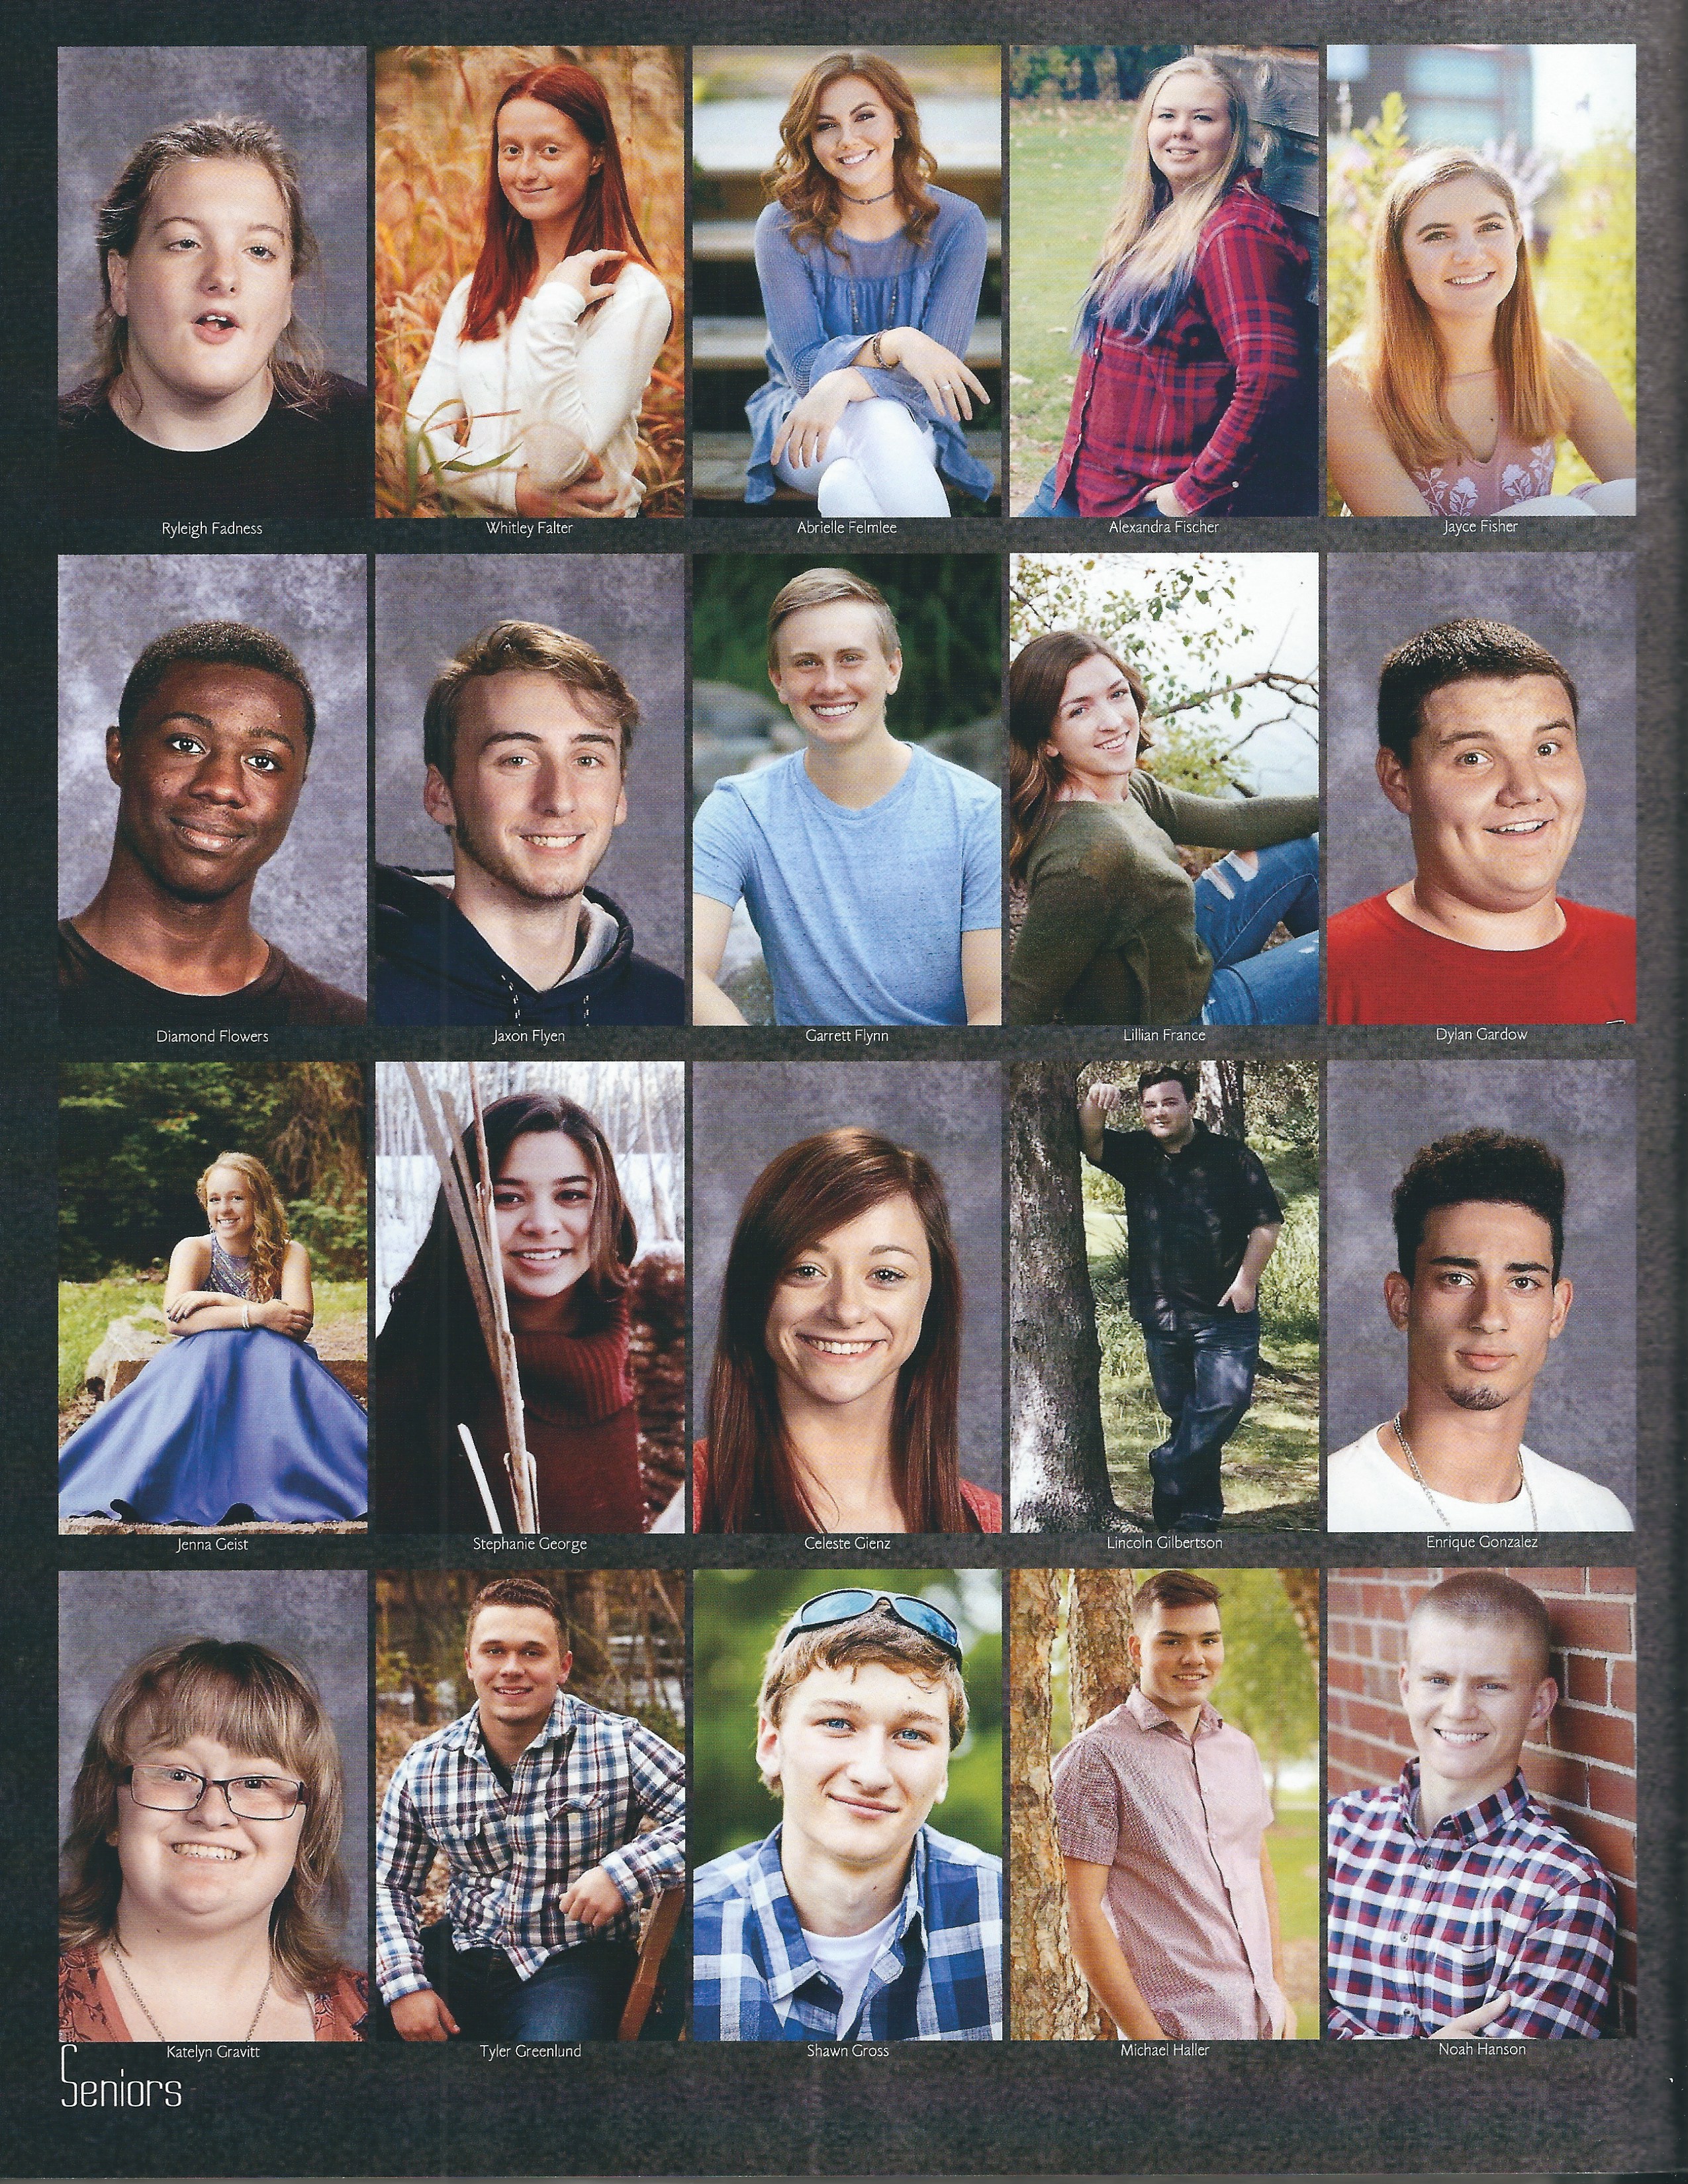 Ryleigh Fadness
Whitley Falter
Abrielle Felmlee
Alexandra Fischer
Jayce Fisher
Diamond Flowers
Jaxon Flyen
Garrett Flynn
Lillian France
Dylan Gardow
Jenna Geist
Stephanie George
Celeste Gienz
Lincoln Gilbertson
Enrique Gonzalez
Katelyn Gravitt
Tyler Greenlund
Shawn Gross
Michael Haller
Noah Hanson
Seniors